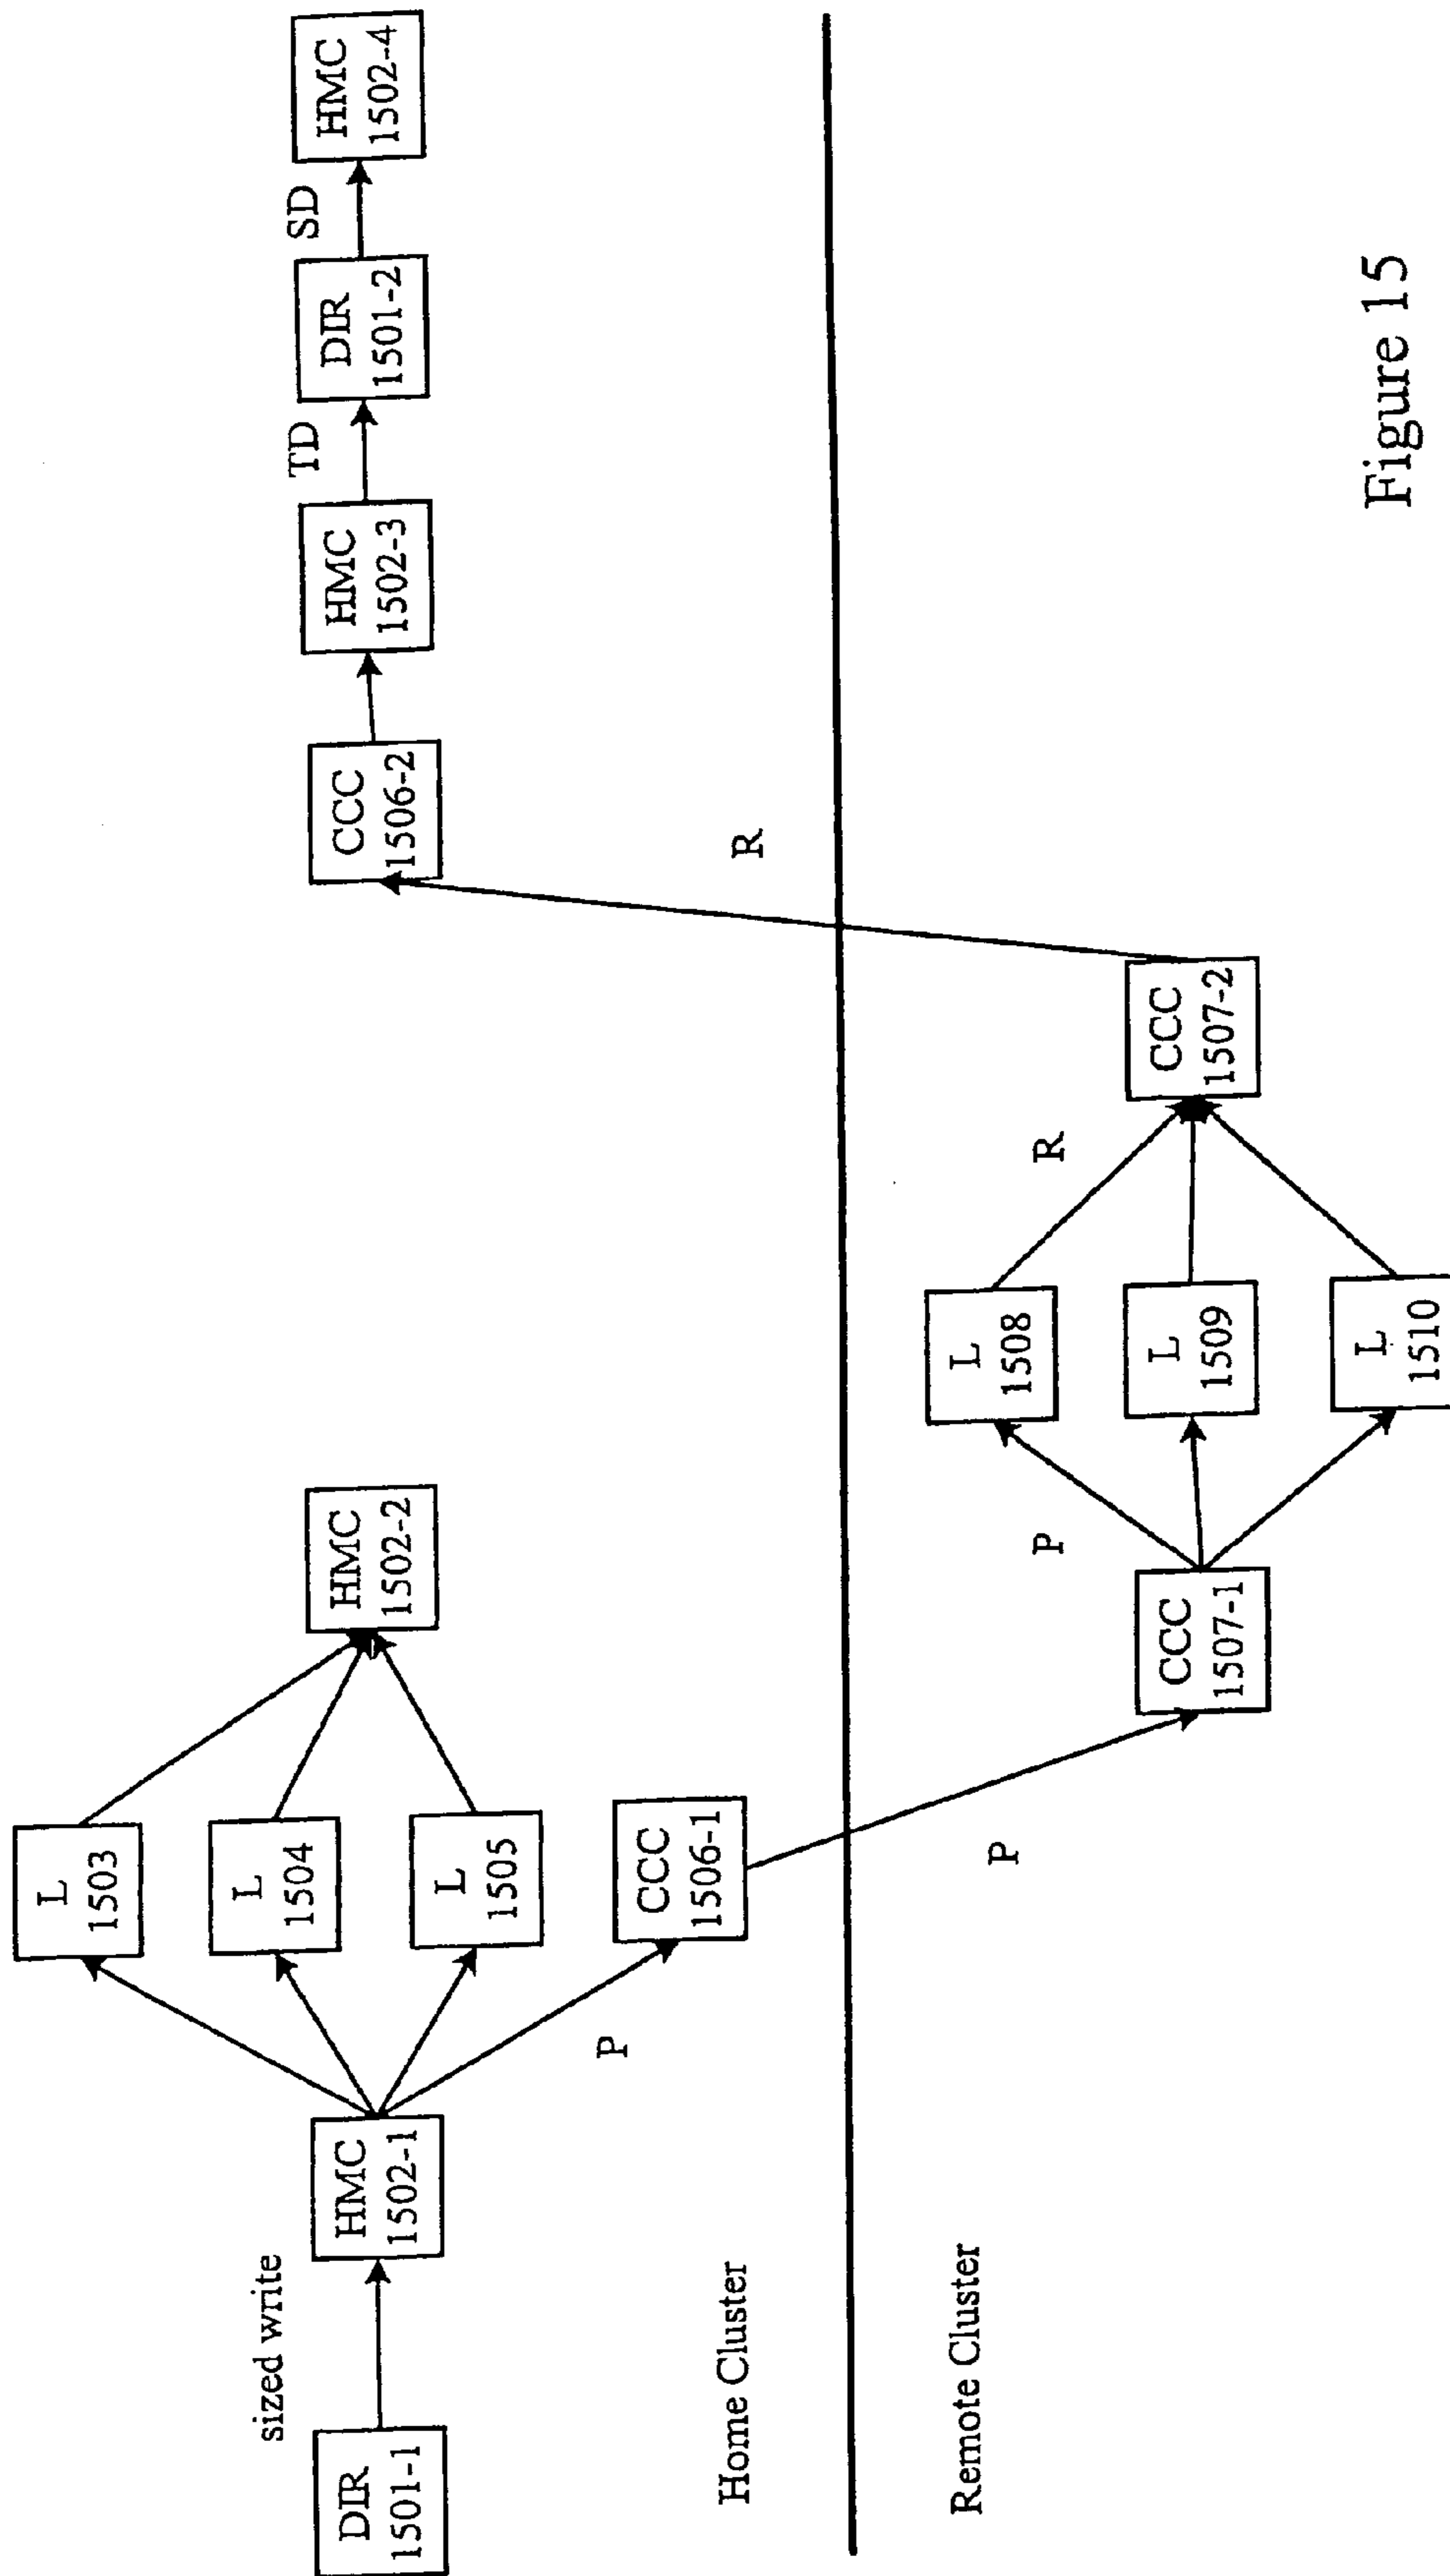 sized write
DIR
1501-1
HMC
1502-1
L
1503
L
1504
L
1505
CCC
1506-1
P
HMC
1502-2
CCC
1506-2
HMC
1502-3
TD
DIR
1501-2
SD
HMC
1502-4
Home Cluster
Remote Cluster
P
CCC
1507-1
P
L
1508
L
1509
L
1510
R
CCC
1507-2
R
Figure 15